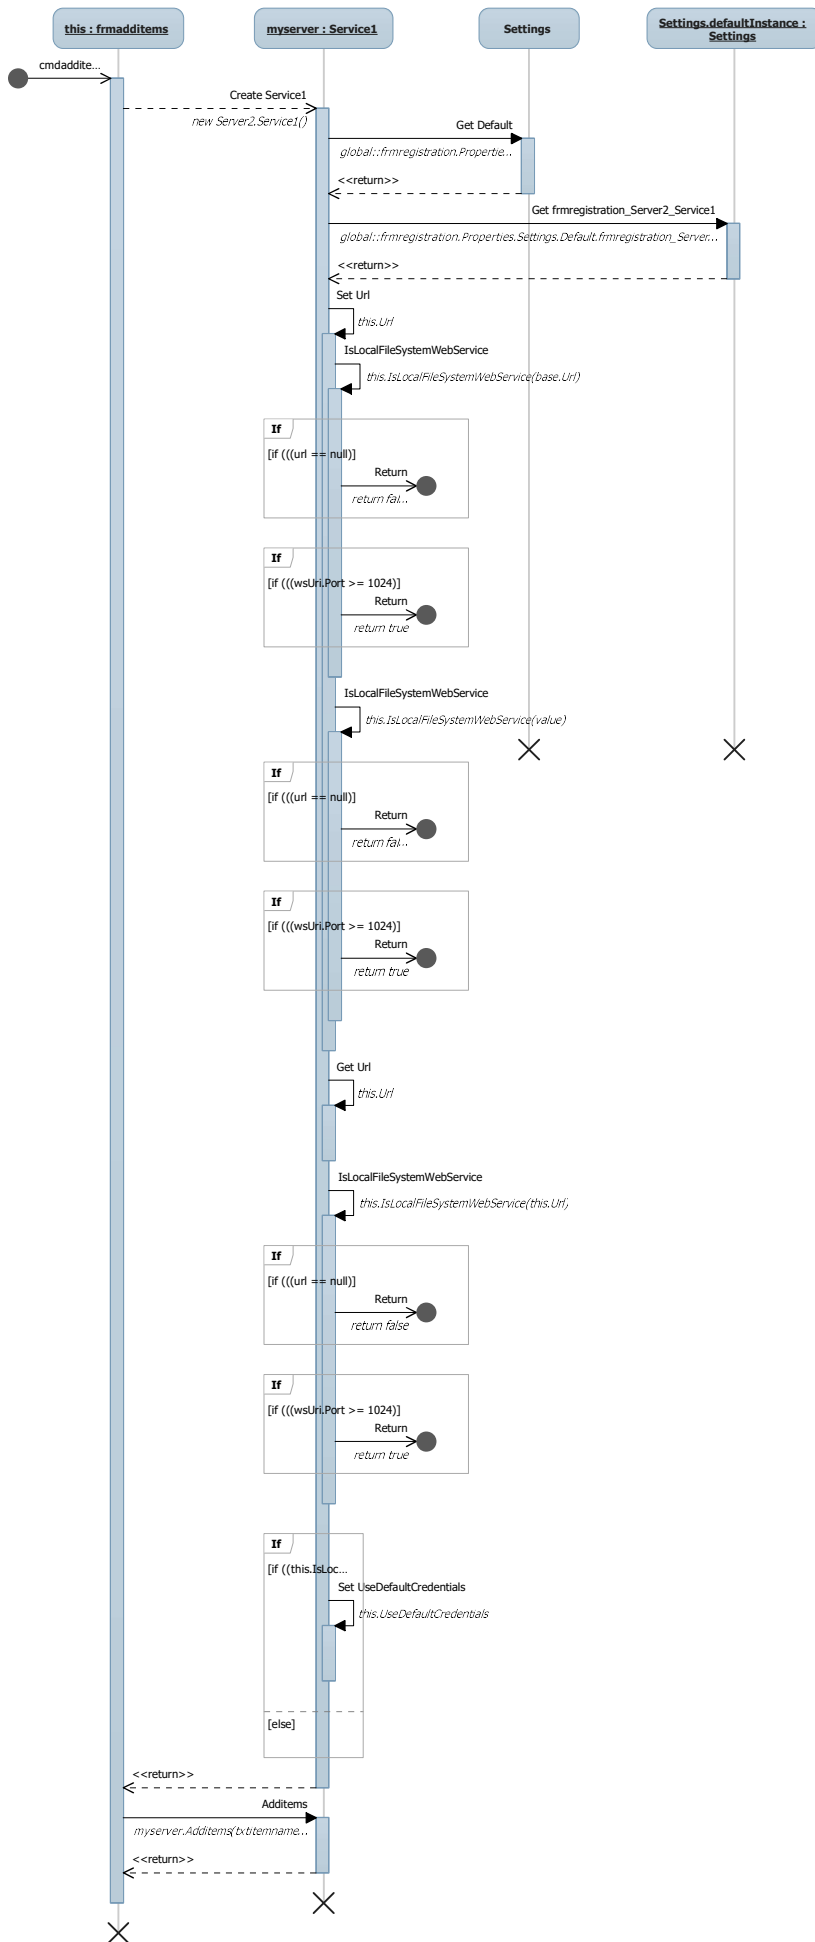 this : frmadditems
myserver : Service1
Settings
Settings.defaultInstance :
Settings
cmdaddite...
Create Service1
new Server2.Service1()
Get Default
global::frmregistration.Propertie...
<<return>>
Get frmregistration_Server2_Service1
global::frmregistration.Properties.Settings.Default.frmregistration_Server...
<<return>>
Set Url
this.Url
IsLocalFileSystemWebService
this.IsLocalFileSystemWebService(base.Url)
If
[if (((url == null)]
Return
return fal...
If
[if (((wsUri.Port >= 1024)]
Return
return true
IsLocalFileSystemWebService
this.IsLocalFileSystemWebService(value)
If
[if (((url == null)]
Return
return fal...
If
[if (((wsUri.Port >= 1024)]
Return
return true
Get Url
this.Url
IsLocalFileSystemWebService
this.IsLocalFileSystemWebService(this.Url)
If
[if (((url == null)]
Return
return false
If
[if (((wsUri.Port >= 1024)]
Return
return true
If
[if ((this.IsLoc...
Set UseDefaultCredentials
this.UseDefaultCredentials
[else]
<<return>>
Additems
myserver.Additems(txtitemname...
<<return>>